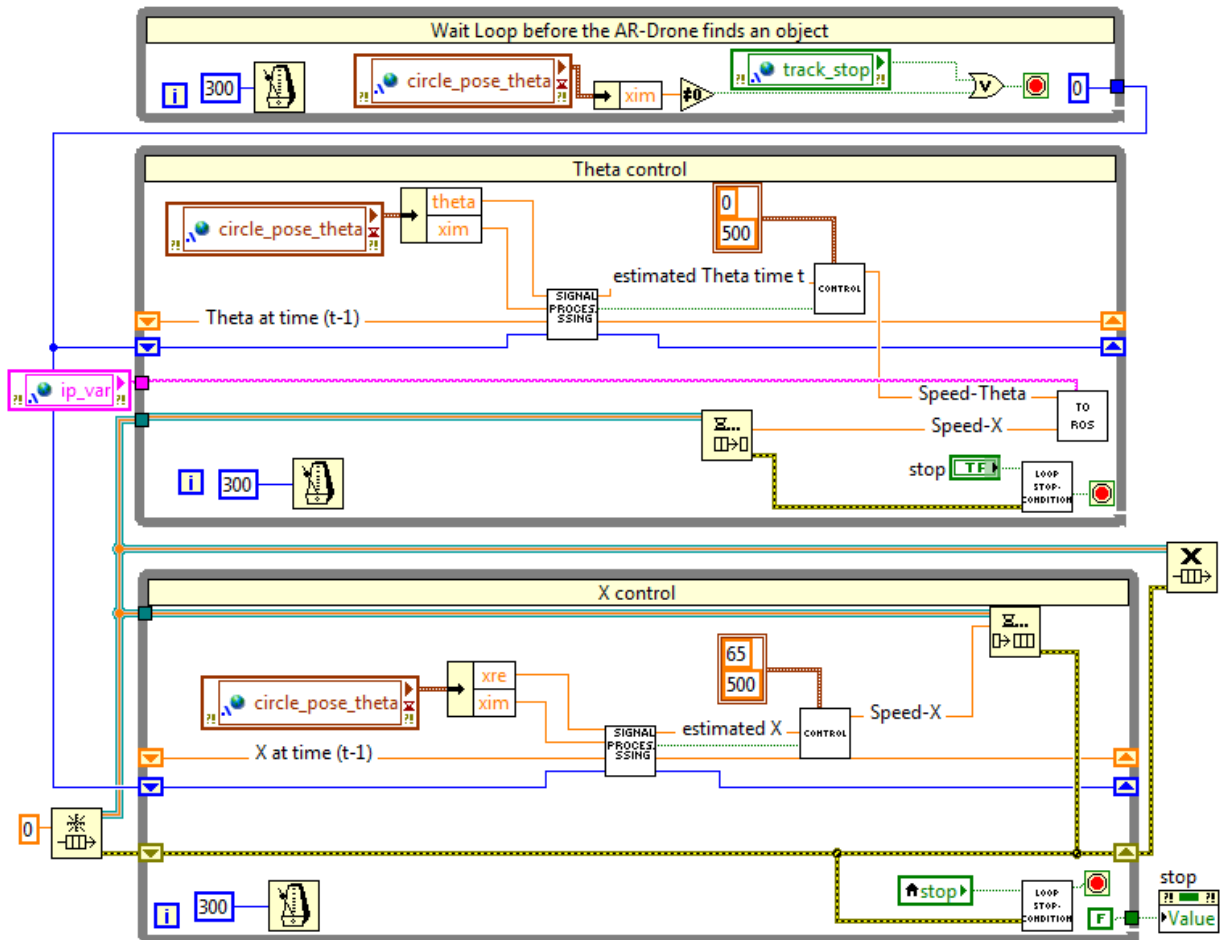 Wait Loop before the AR-Drone finds an object
track_stop
circle_pose_theta
300
xim
≠0
V
0
i
Theta control
theta
xim
0
500
circle_pose_theta
estimated Theta time t
CONTROL
SIGNAL
PROCES.
SSING
Theta at time (t-1)
ip_var
Speed-Theta
TO
ROS
Speed-X
stop
TF
LOOP
STOP-
CONDITION
i
300
X control
xre
xim
65
500
circle_pose_theta
Speed-X
estimated X
CONTROL
SIGNAL
PROCES.
SSING
X at time (t-1)
0
stop
stop
LOOP
STOP-
CONDITION
300
i
F
Value